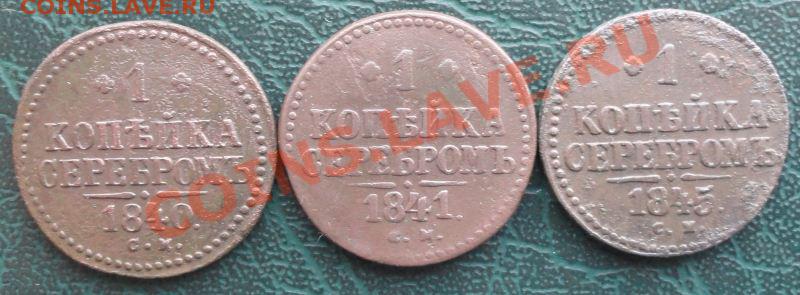 COINS.LAVE.RU
1
КОПѢЙКА
СЕРЕБРОМЪ
1840.
С.М.
1
КОПѢЙКА
СЕРЕБРОМЪ
1841.
С.М.
1
КОПѢЙКА
СЕРЕБРОМЪ
1845
С.М.
COINS.LAVE.RU